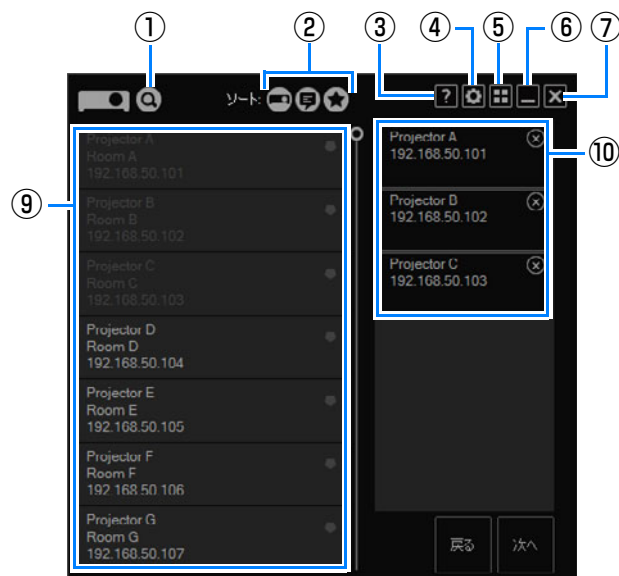 ① ② ③ ④ ⑤ ⑥ ⑦
ソート:
?
⑨
Projector A
Room A
192.168.50.101
Projector B
Room B
192.168.50.102
Projector C
Room C
192.168.50.103
Projector D
Room D
192.168.50.104
Projector E
Room E
192.168.50.105
Projector F
Room F
192.168.50.106
Projector G
Room G
192.168.50.107
⑩
Projector A
192.168.50.101
Projector B
192.168.50.102
Projector C
192.168.50.103
戻る
次へ